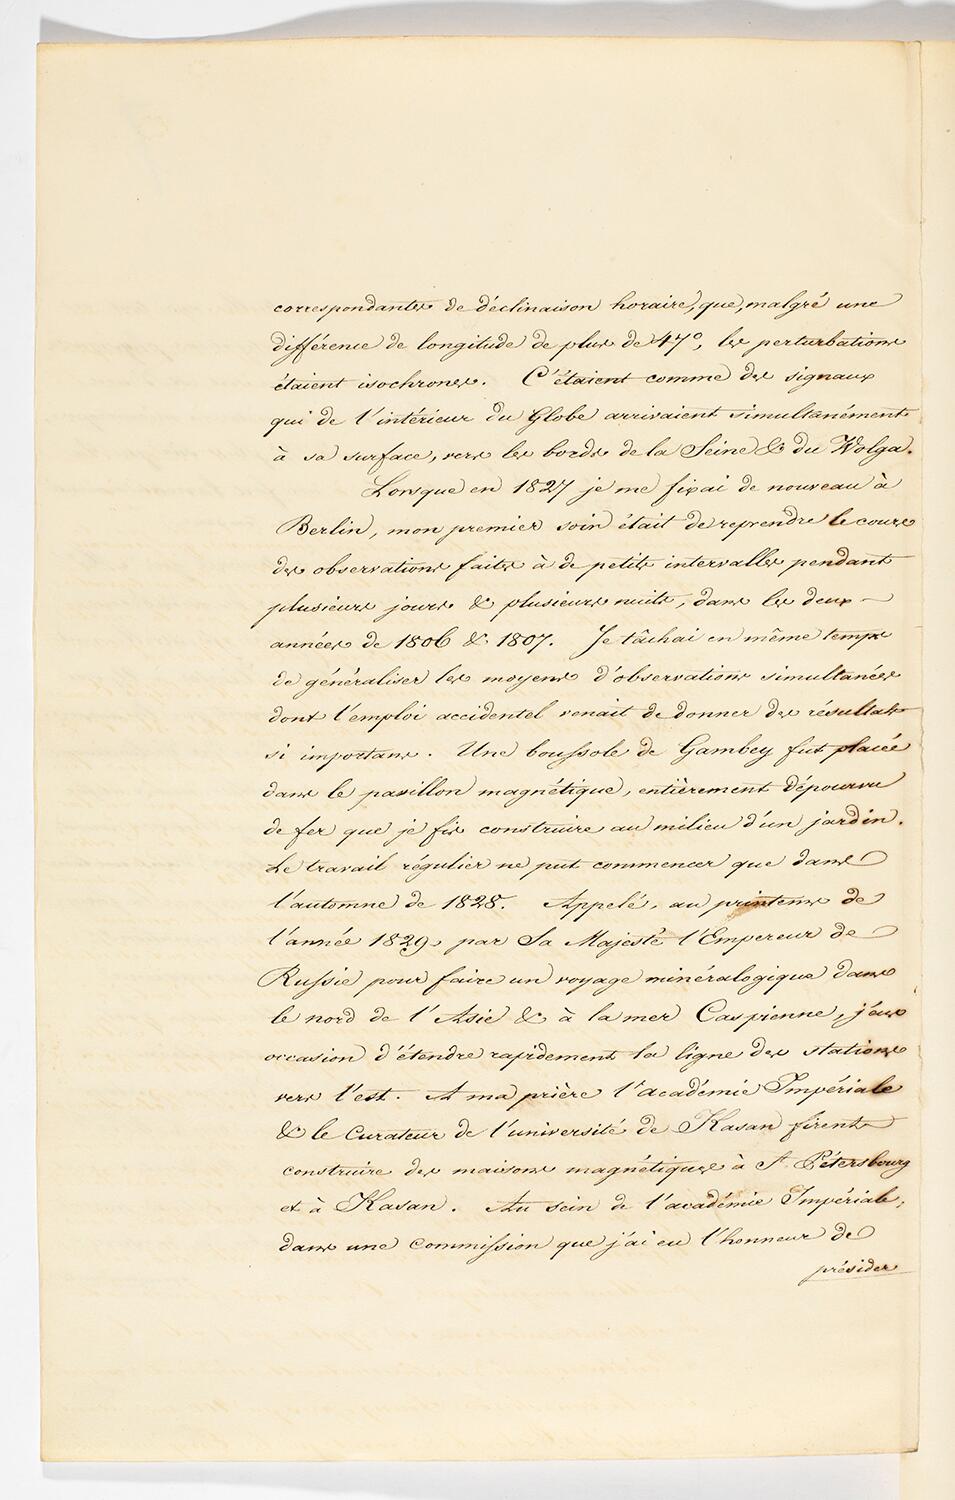 correspondantes de déclinaison horaire, que, malgré une
différence de longitude de plus de 47°, les perturbations
étaient isochrones. C'étaient comme des signaux
qui de l'intérieur du Globe arrivaient simultanément
à sa surface, vers les bords de la Seine & du Wolga.
Lorsque en 1827 je me fixai de nouveau à
Berlin, mon premier soin était de reprendre le cours
des observations faites à de petits intervalles pendant
plusieurs jours & plusieurs nuits, dans les deux –
années de 1806 & 1807. Je tâchai en même temps
de généraliser les moyens d'observations simultanées
dont l'emploi accidentel venait de donner des résultats
si importans. Une boussole de Gambey fut placée
dans le pavillon magnétique, entièrement dépourvu
de fer que je fis construire au milieu d'un jardin.
Le travail régulier ne put commencer que dans
l'automne de 1828. Appelé, au printems de
l'année 1829, par Sa Majesté l'Empereur de
Russie pour faire un voyage minéralogique dans
le nord de l'Asie & à la mer Caspienne, j'eus
occasion d'étendre rapidement la ligne des stations
vers l'est. A ma prière l'académie Impériale
& le Curateur de l'université de Kasan firent
construire des maisons magnétiques à St. Pétersbourg
et à Kasan. Au sein de l'académie Impériale,
dans une commission que j'ai eu l'honneur de
présider